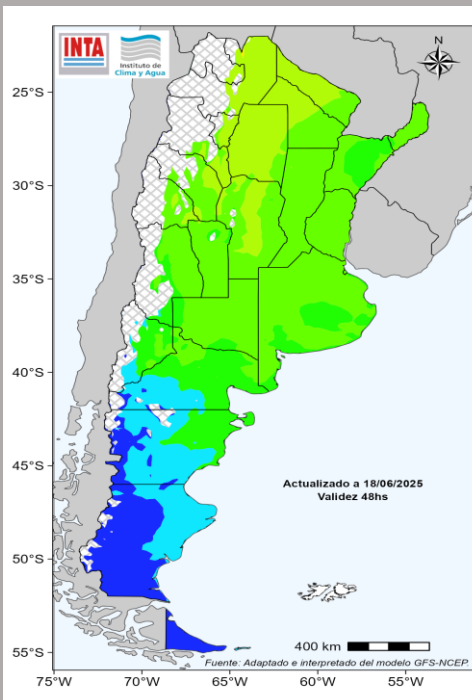 INTA
Instituto de
Clima y Agua
N
25°S
30°S
35°S
40°S
45°S
50°S
55°S
Actualizado a 18/06/2025
Validez 48hs
400 km
Fuente: Adaptado e interpretado del modelo GFS-NCEP.
75°W
70°W
65°W
60°W
55°W